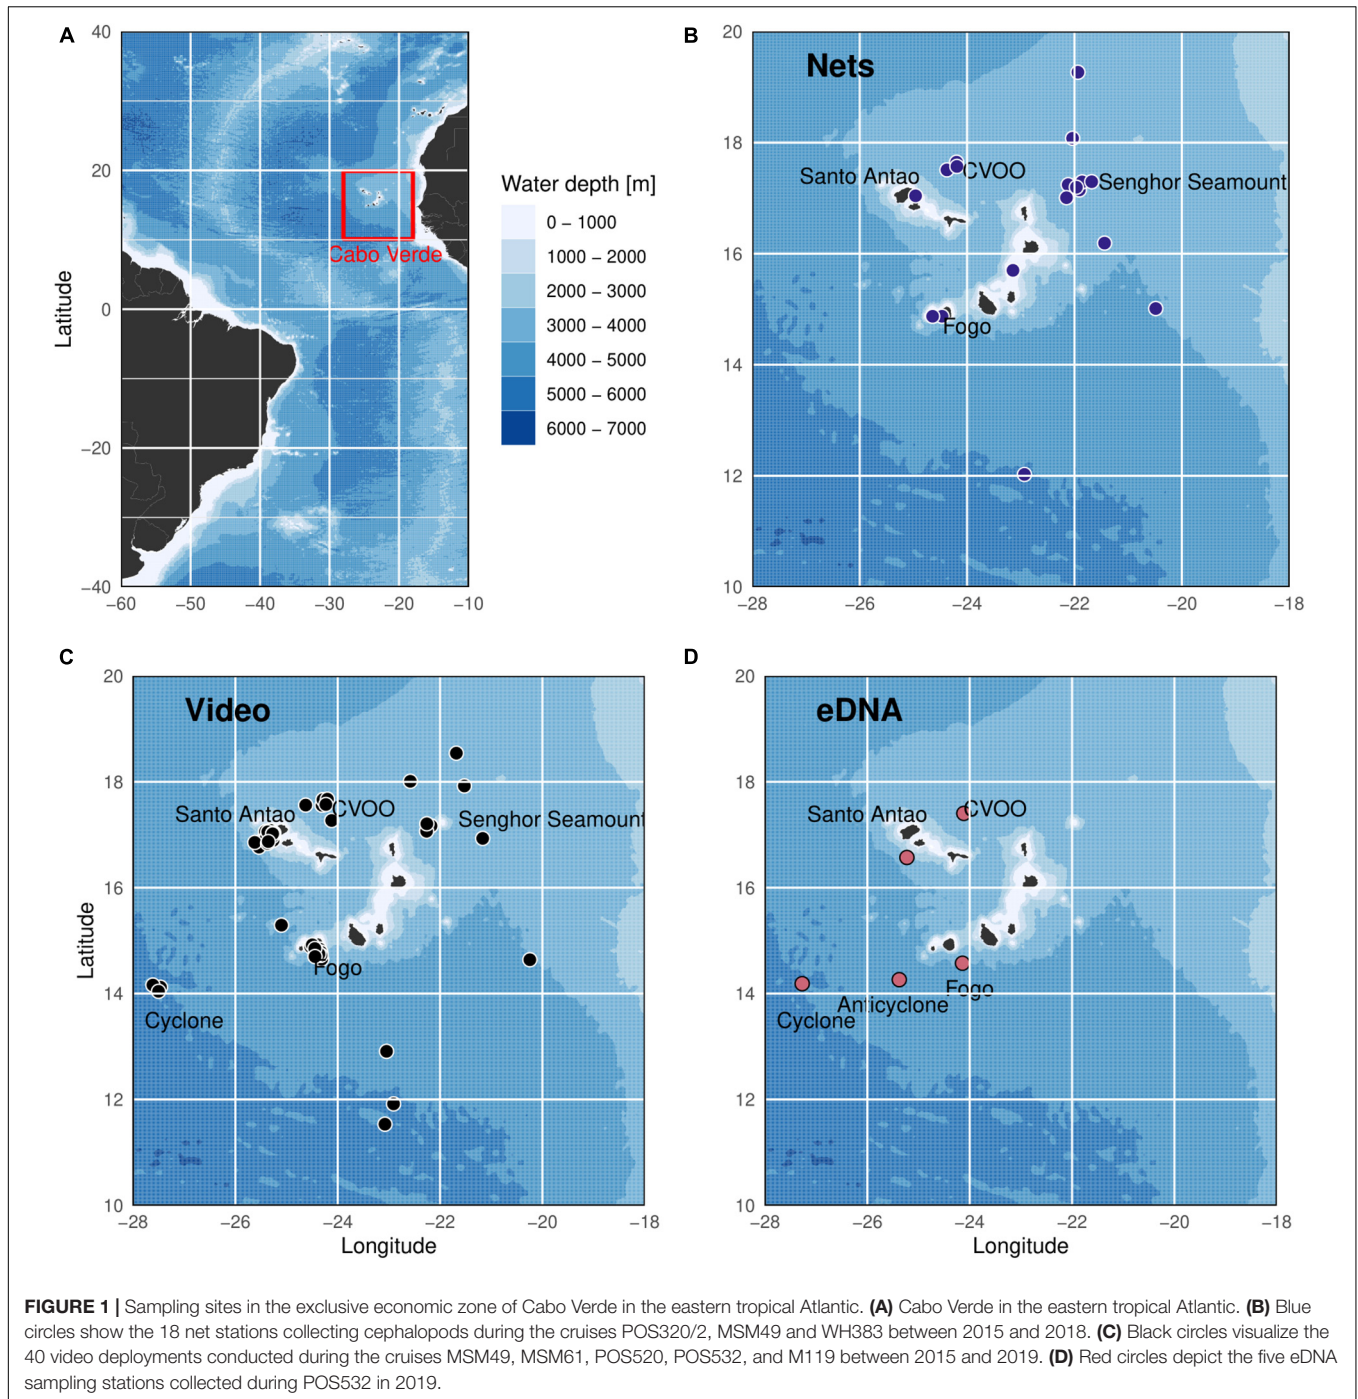 A
40
20
0
−20
−40
−60
−50
−40
−30
−20
−10
Latitude
Cabo Verde
Water depth [m]
0 − 1000
1000 − 2000
2000 − 3000
3000 − 4000
4000 − 5000
5000 − 6000
6000 − 7000
B
Nets
20
18
16
14
12
10
−28
−26
−24
−22
−20
−18
Santo Antao
CVOO
Senghor Seamount
Fogo
C
Video
20
18
16
14
12
10
−28
−26
−24
−22
−20
−18
Latitude
Longitude
Santo Antao
CVOO
Senghor Seamount
Fogo
Cyclone
D
eDNA
20
18
16
14
12
10
−28
−26
−24
−22
−20
−18
Longitude
Santo Antao
CVOO
Fogo
Anticyclone
Cyclone
FIGURE 1 | Sampling sites in the exclusive economic zone of Cabo Verde in the eastern tropical Atlantic. (A) Cabo Verde in the eastern tropical Atlantic. (B) Blue
circles show the 18 net stations collecting cephalopods during the cruises POS320/2, MSM49 and WH383 between 2015 and 2018. (C) Black circles visualize the
40 video deployments conducted during the cruises MSM49, MSM61, POS520, POS532, and M119 between 2015 and 2019. (D) Red circles depict the five eDNA
sampling stations collected during POS532 in 2019.